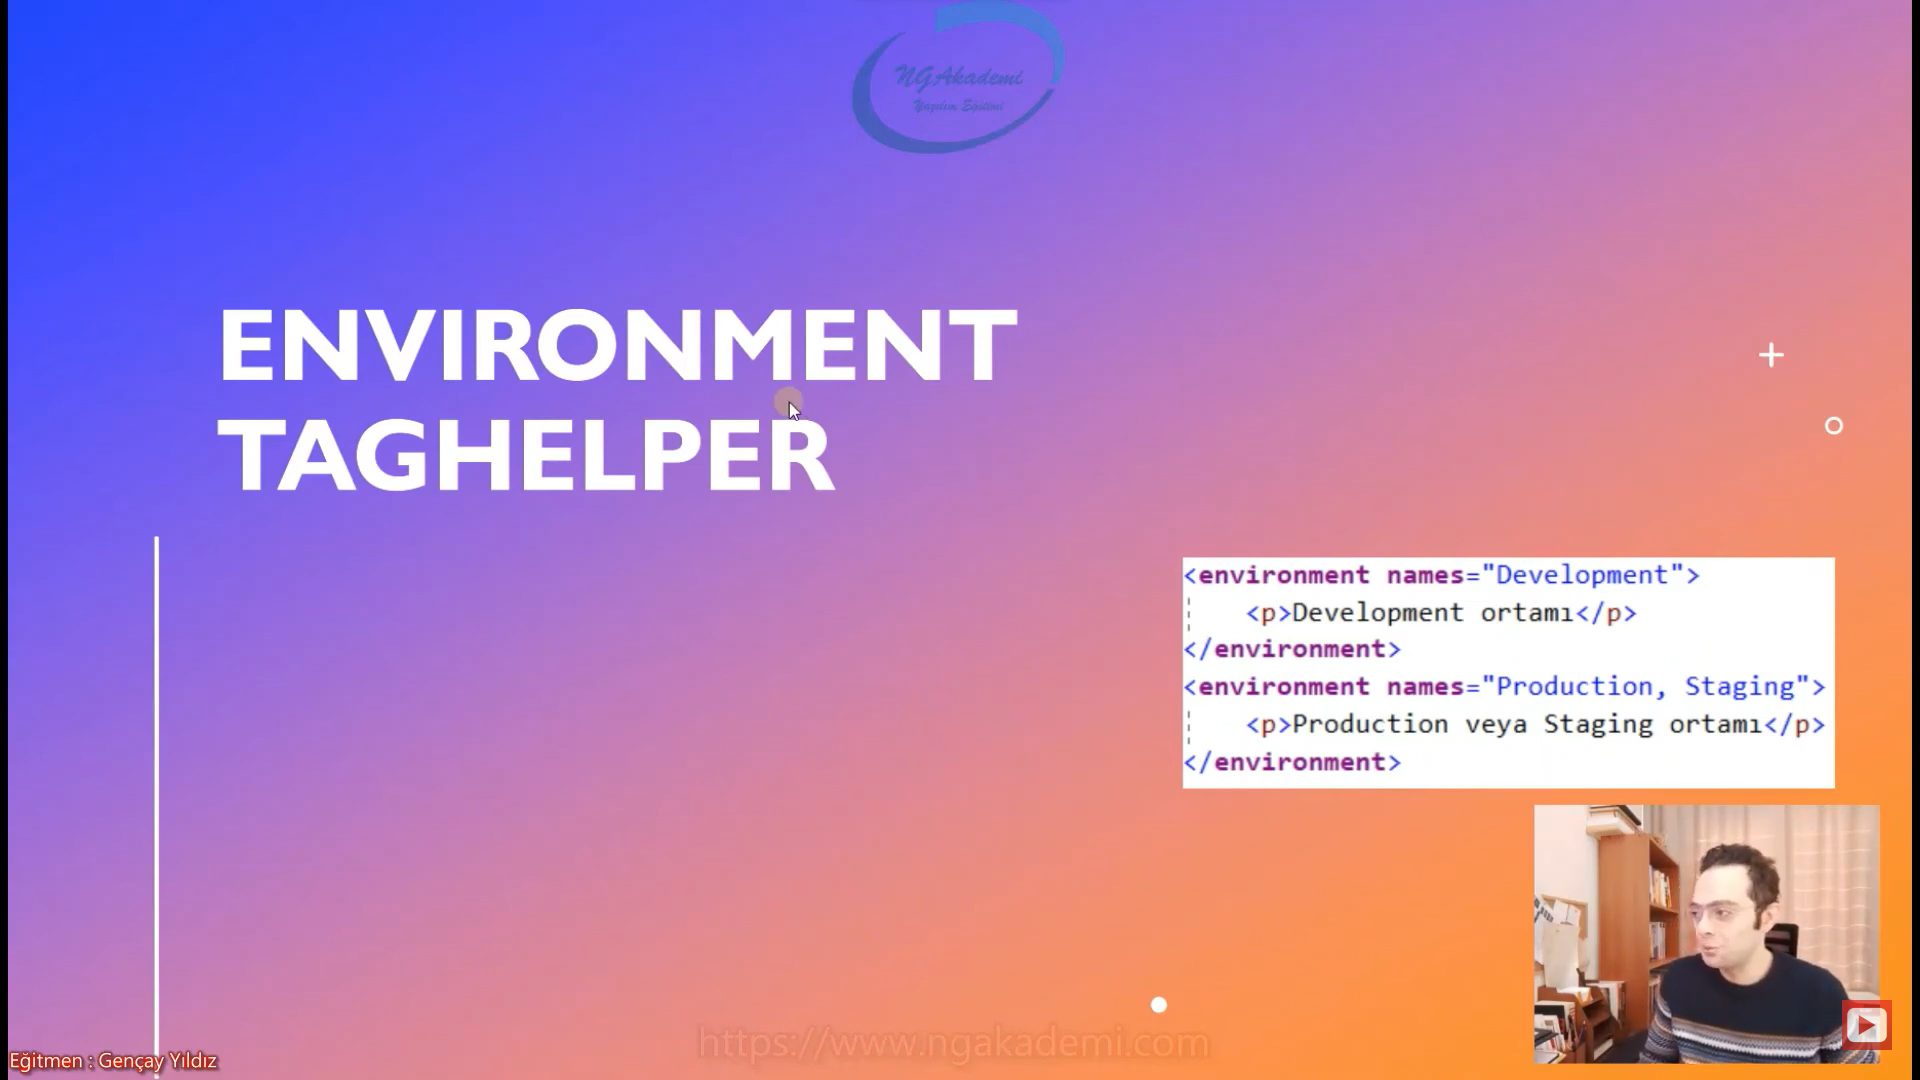 NGAkademi
Yazılım Eğitimi
ENVIRONMENT
TAGHELPER
<environment names="Development">
<p>Development ortamı</p>
</environment>
<environment names="Production, Staging">
<p>Production veya Staging ortamı</p>
</environment>
https://www.ngakademi.com
Eğitmen : Gençay Yıldız